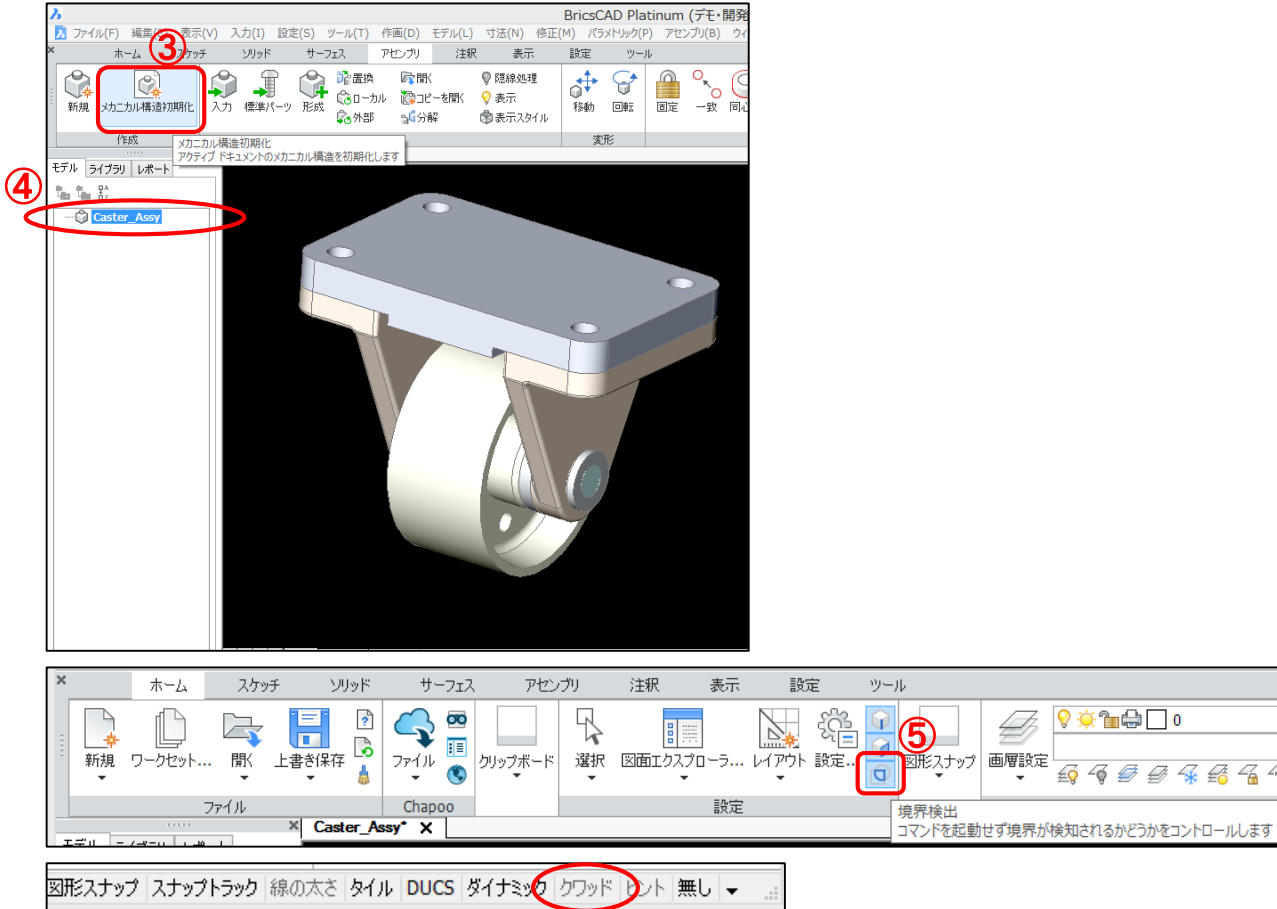 BricsCAD Platinum (デモ・開発
ファイル(F) 編集 表示(V) 入力(I) 設定(S) ツール(T) 作画(D) モデル(L) 寸法(N) 修正(M) パラメトリック(P) アセンブリ(B) ウィ
③
ホーム スケッチ ソリッド サーフェス アセンブリ 注釈 表示 設定 ツール
置換 開く 隠線処理
新規 メカニカル構造初期化 入力 標準パーツ 形成 ローカル コピーを開く 表示 移動 回転 固定 一致 同心
外部 分解 表示スタイル
作成 変形
メカニカル構造初期化
アクティブ ドキュメントのメカニカル構造を初期化します
モデル ライブラリ レポート
④
Caster_Assy
ホーム スケッチ ソリッド サーフェス アセンブリ 注釈 表示 設定 ツール
⑤
0
新規 ワークセット... 開く 上書き保存 ファイル クリップボード 選択 図面エクスプローラ... レイアウト 設定... 図形スナップ 画層設定
ファイル Chapoo 設定
境界検出
コマンドを起動せず境界が検知されるかどうかをコントロールします
Caster_Assy*
モデル ライブラリ レポート
図形スナップ スナップトラック 線の太さ タイル DUCS ダイナミック クワッド ヒント 無し